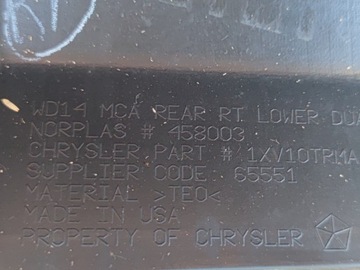 WD14 MCA REAR RT LOWER DUA
NORPLAS # 458003
CHRYSLER PART # 1XV10TRMA
SUPPLIER CODE: 65551
MATERIAL >TEO<
MADE IN USA
PROPERTY OF CHRYSLER